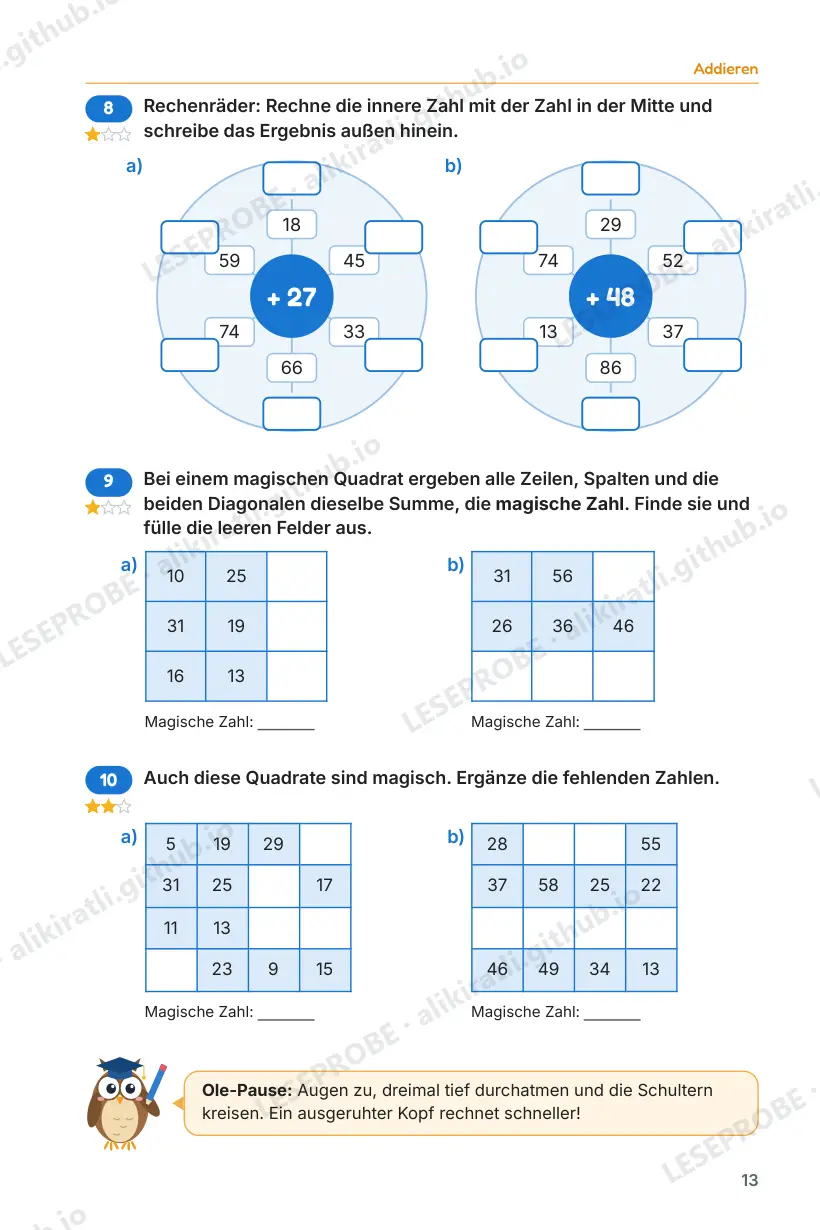 Addieren
8 Rechenräder: Rechne die innere Zahl mit der Zahl in der Mitte und
schreibe das Ergebnis außen hinein.
a)
18
59 45
+ 27
74 33
66
b)
29
74 52
+ 48
13 37
86
9 Bei einem magischen Quadrat ergeben alle Zeilen, Spalten und die
beiden Diagonalen dieselbe Summe, die magische Zahl. Finde sie und
fülle die leeren Felder aus.
a)
10 25
31 19
16 13
Magische Zahl: _______
b)
31 56
26 36 46
Magische Zahl: _______
10 Auch diese Quadrate sind magisch. Ergänze die fehlenden Zahlen.
a)
5 19 29
31 25 17
11 13
23 9 15
Magische Zahl: _______
b)
28 55
37 58 25 22
46 49 34 13
Magische Zahl: _______
Ole-Pause: Augen zu, dreimal tief durchatmen und die Schultern
kreisen. Ein ausgeruhter Kopf rechnet schneller!
13
LESEPROBE · alikiratli.github.io